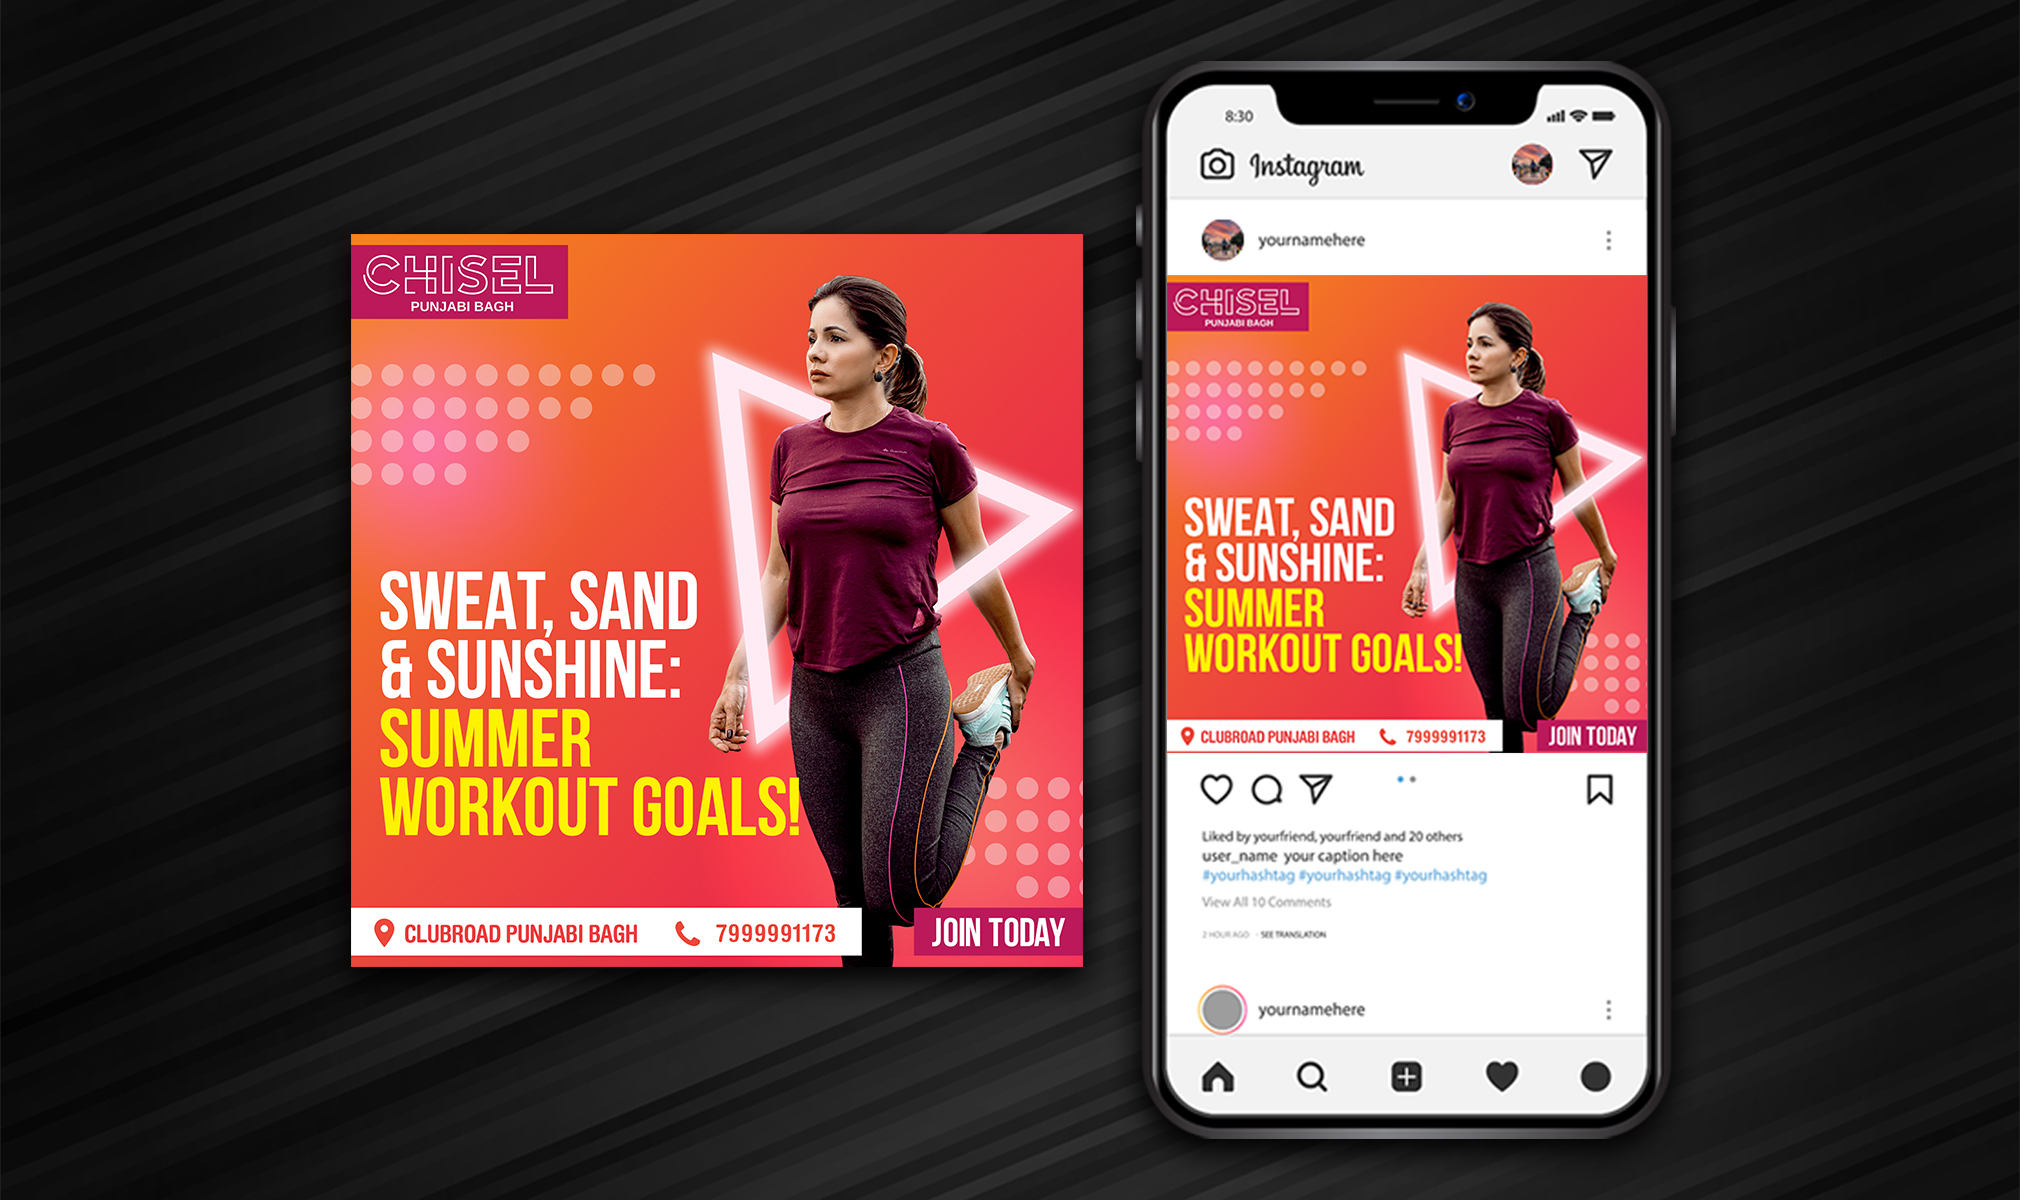 CHISEL
PUNJABI BAGH
SWEAT, SAND
& SUNSHINE:
SUMMER
WORKOUT GOALS!
CLUBROAD PUNJABI BAGH
7999991173
JOIN TODAY
8:30
Instagram
yournamehere
CHISEL
PUNJABI BAGH
SWEAT, SAND
& SUNSHINE:
SUMMER
WORKOUT GOALS!
CLUBROAD PUNJABI BAGH
7999991173
JOIN TODAY
Liked by yourfriend, yourfriend and 20 others
user_name your caption here
#yourhashtag #yourhashtag #yourhashtag
View All 10 Comments
2 HOUR AGO · SEE TRANSLATION
yournamehere